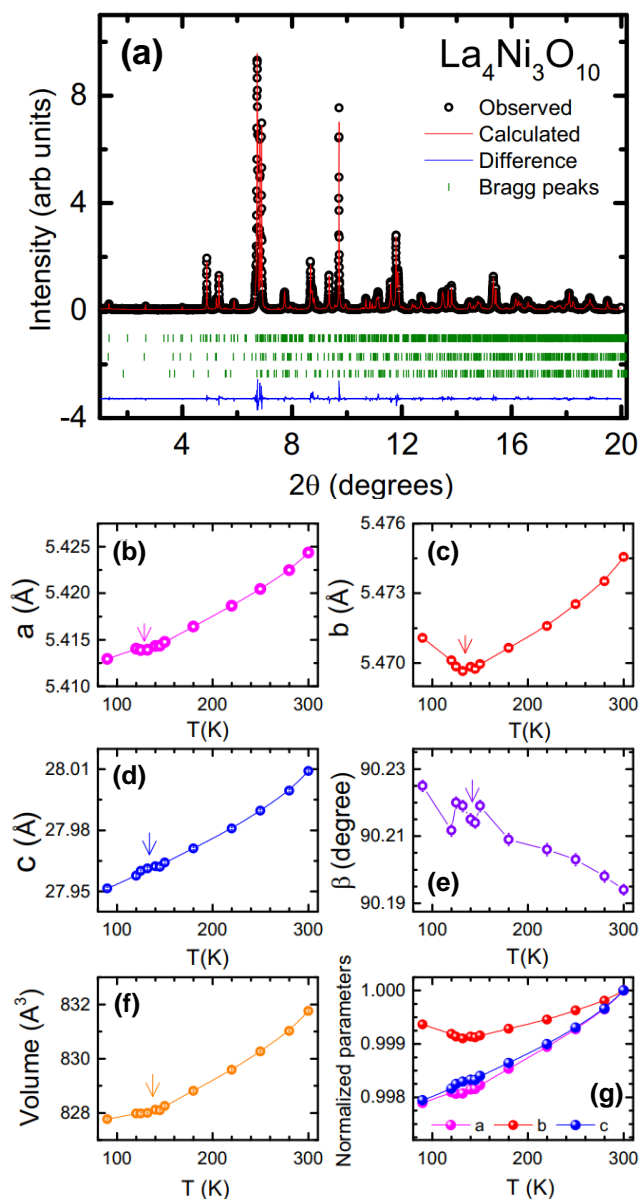 (a)
La4Ni3O10
Observed
Calculated
Difference
Bragg peaks
Intensity (arb units)
8
4
0
−4
4 8 12 16 20
2θ (degrees)
(b)
a (Å)
5.425
5.420
5.415
5.410
100 200 300
T(K)
(c)
b (Å)
5.476
5.473
5.470
100 200 300
T(K)
(d)
C (Å)
28.01
27.98
27.95
100 200 300
T(K)
(e)
β (degree)
90.23
90.21
90.19
100 200 300
T(K)
(f)
Volume (Å3)
832
830
828
100 200 300
T (K)
(g)
Normalized parameters
1.000
0.999
0.998
a b c
100 200 300
T (K)